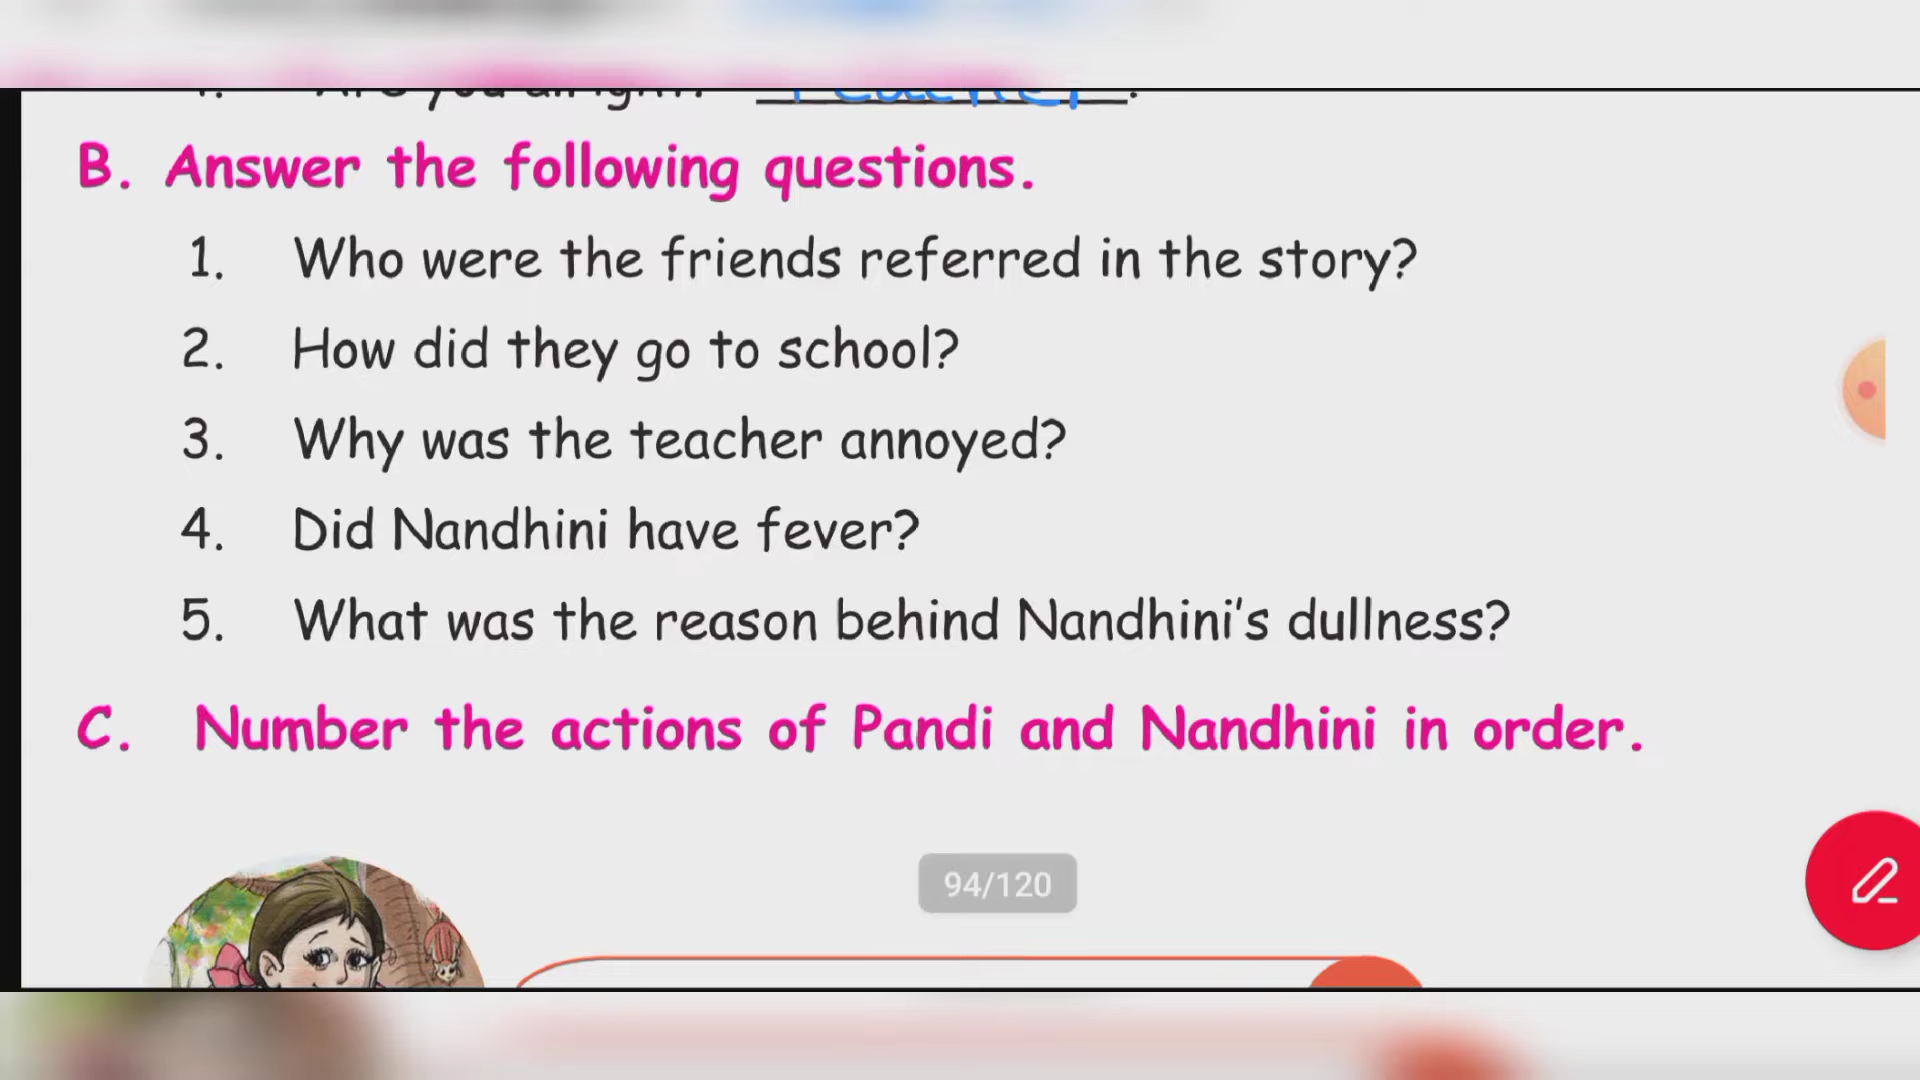 B. Answer the following questions.
1. Who were the friends referred in the story?
2. How did they go to school?
3. Why was the teacher annoyed?
4. Did Nandhini have fever?
5. What was the reason behind Nandhini's dullness?
C. Number the actions of Pandi and Nandhini in order.
94/120